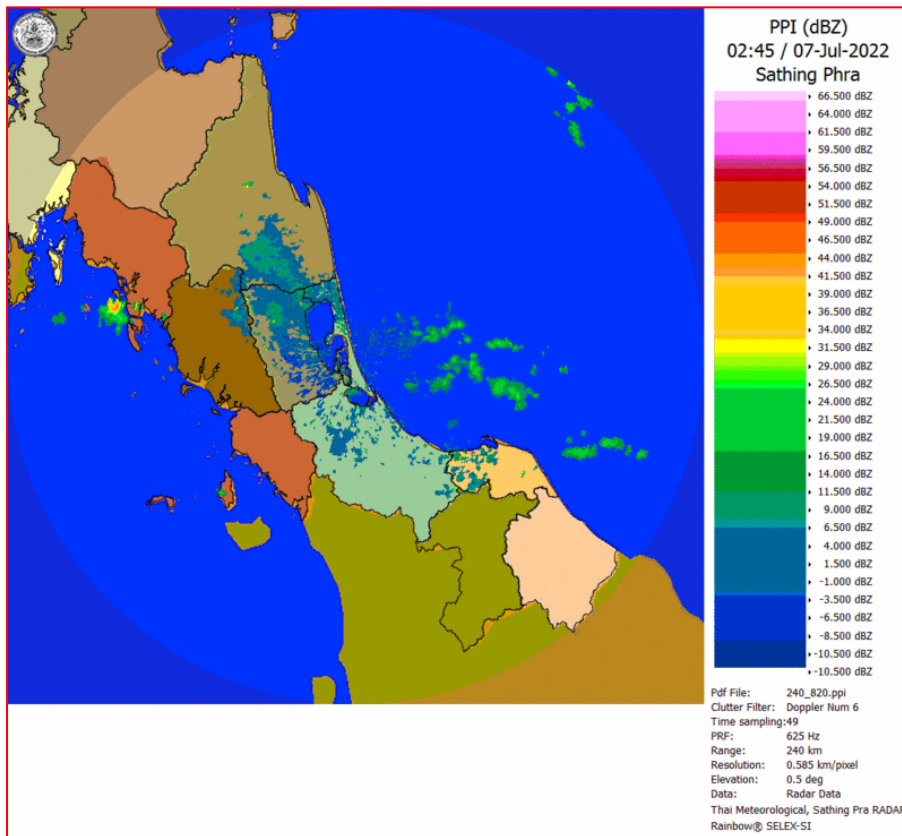 PPI (dBZ)
02:45 / 07-Jul-2022
Sathing Phra
66.500 dBZ
64.000 dBZ
61.500 dBZ
59.500 dBZ
56.500 dBZ
54.000 dBZ
51.500 dBZ
49.000 dBZ
46.500 dBZ
44.000 dBZ
41.500 dBZ
39.000 dBZ
36.500 dBZ
34.000 dBZ
31.500 dBZ
29.000 dBZ
26.500 dBZ
24.000 dBZ
21.500 dBZ
19.000 dBZ
16.500 dBZ
14.000 dBZ
11.500 dBZ
9.000 dBZ
6.500 dBZ
4.000 dBZ
1.500 dBZ
-1.000 dBZ
-3.500 dBZ
-6.500 dBZ
-8.500 dBZ
-10.500 dBZ
-10.500 dBZ
Pdf File: 240_820.ppi
Clutter Filter: Doppler Num 6
Time sampling:49
PRF: 625 Hz
Range: 240 km
Resolution: 0.585 km/pixel
Elevation: 0.5 deg
Data: Radar Data
Thai Meteorological, Sathing Pra RADAR
Rainbow® SELEX-SI